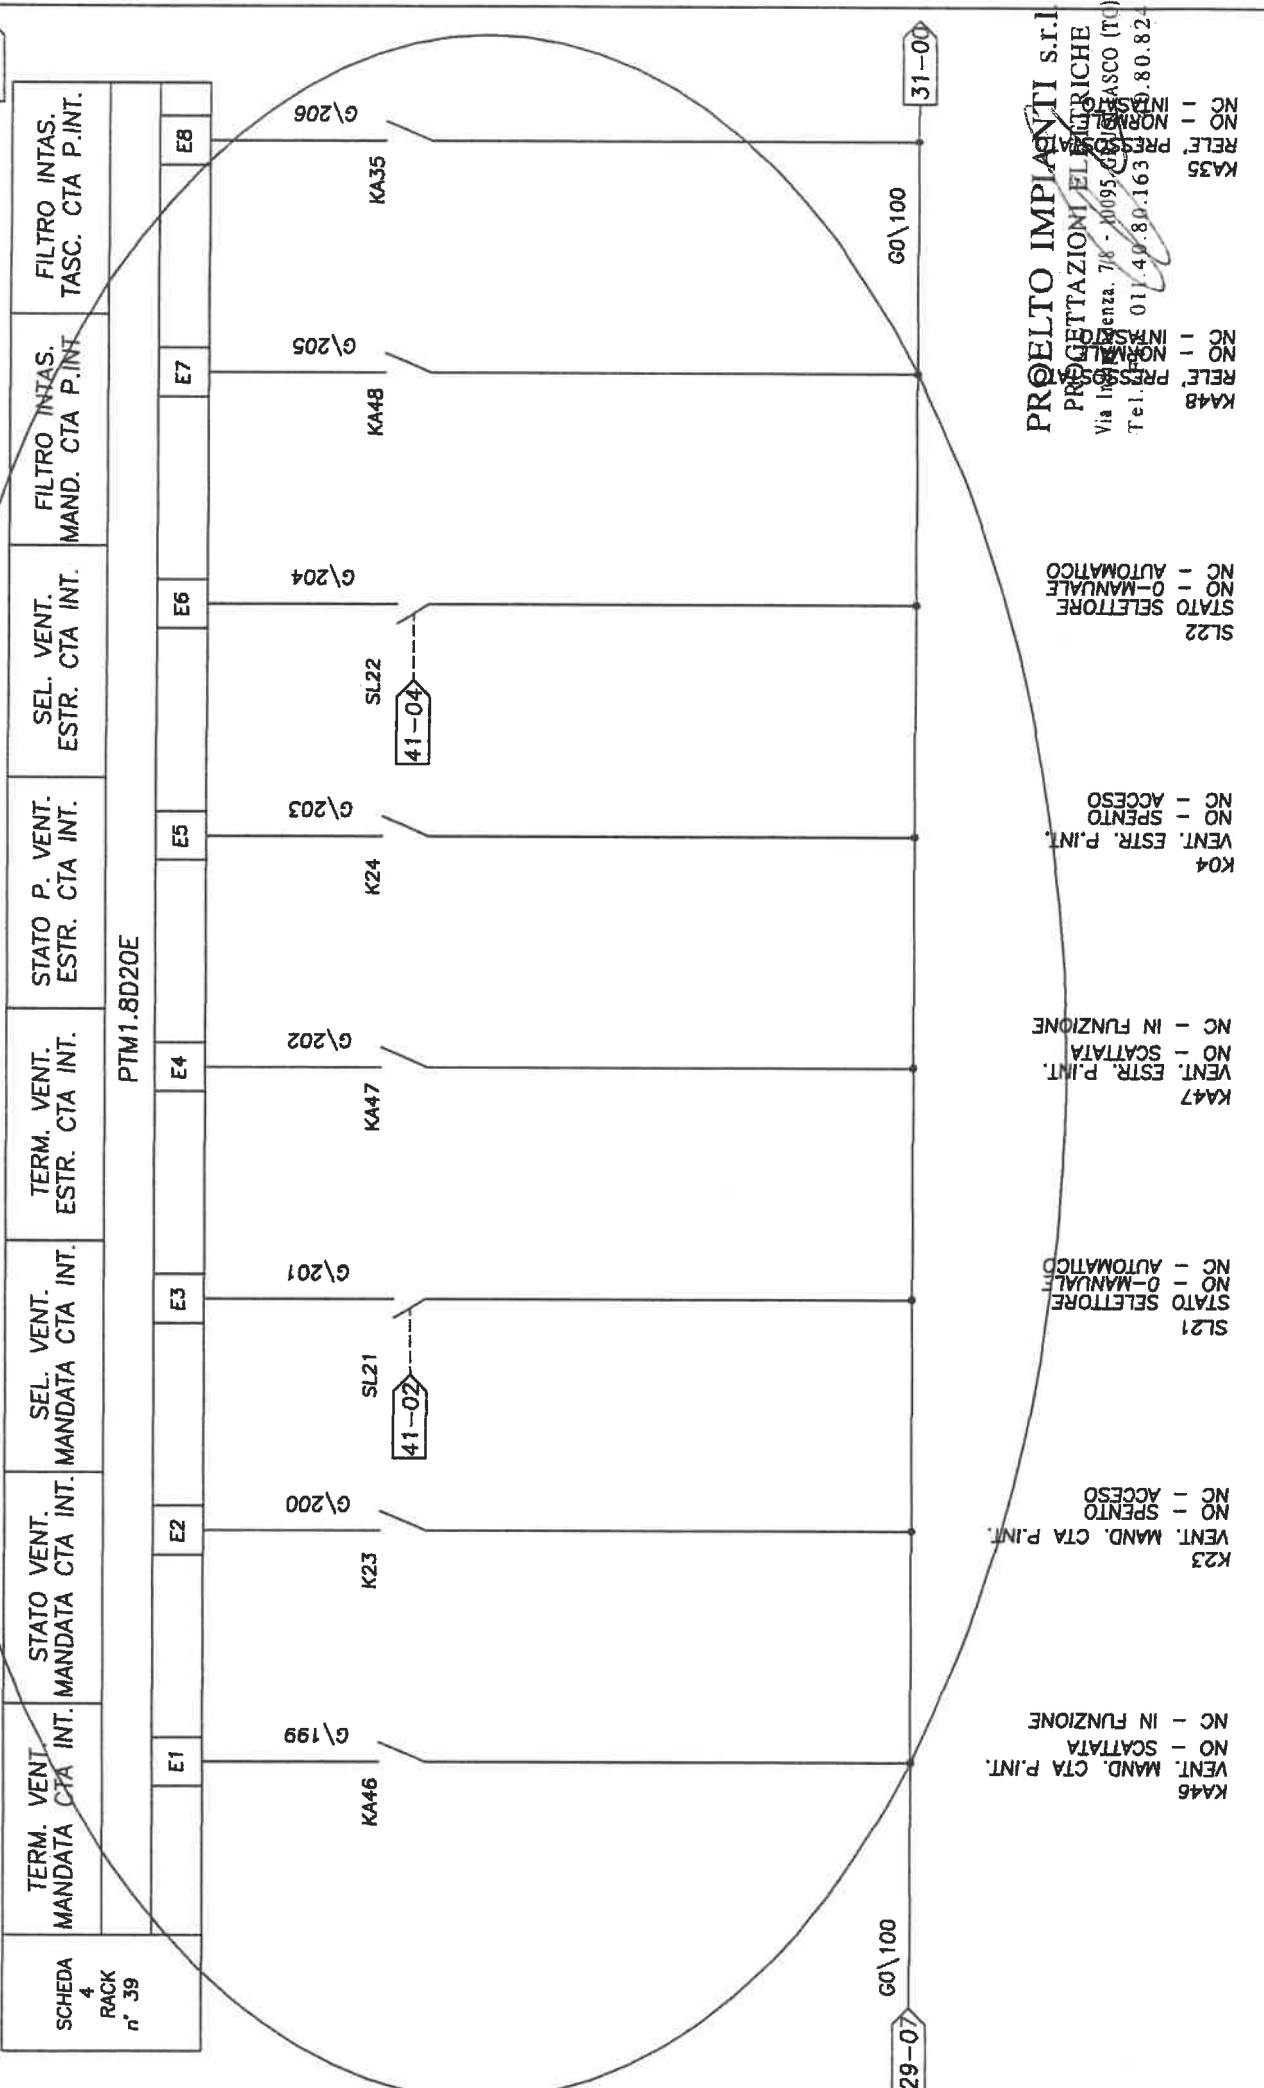 SCHEDA
4
RACK
n° 39
TERM. VENT.
MANDATA CTA INT.
STATO VENT.
MANDATA CTA INT.
SEL. VENT.
MANDATA CTA INT.
TERM. VENT.
ESTR. CTA INT.
STATO P. VENT.
ESTR. CTA INT.
SEL. VENT.
ESTR. CTA INT.
FILTRO INTAS.
MAND. CTA P.INT.
FILTRO INTAS.
TASC. CTA P.INT.
PTM1.8D20E
E1
E2
E3
E4
E5
E6
E7
E8
G\199
G\200
G\201
G\202
G\203
G\204
G\205
G\206
KA46
K23
SL21
KA47
K24
SL22
KA48
KA35
41-02
41-04
29-07
G0\100
G0\100
31-00
KA46
VENT. MAND. CTA P.INT.
NO - SCATTATA
NC - IN FUNZIONE
K23
VENT. MAND. CTA P.INT.
NO - SPENTO
NC - ACCESO
SL21
STATO SELETTORE
NO - 0-MANUALE
NC - AUTOMATICO
KA47
VENT. ESTR. P.INT.
NO - SCATTATA
NC - IN FUNZIONE
K04
VENT. ESTR. P.INT.
NO - SPENTO
NC - ACCESO
SL22
STATO SELETTORE
NO - 0-MANUALE
NC - AUTOMATICO
KA48
RELE' PRESSOSTATO
NO - NORMALE
NC - INTASATO
KA35
RELE' PRESSOSTATO
NO - NORMALE
NC - INTASATO
PROELTO IMPIANTI s.r.l.
PROGETTAZIONI ELETTRICHE
Via 7/8 - 10095 (TO)
Tel. 011